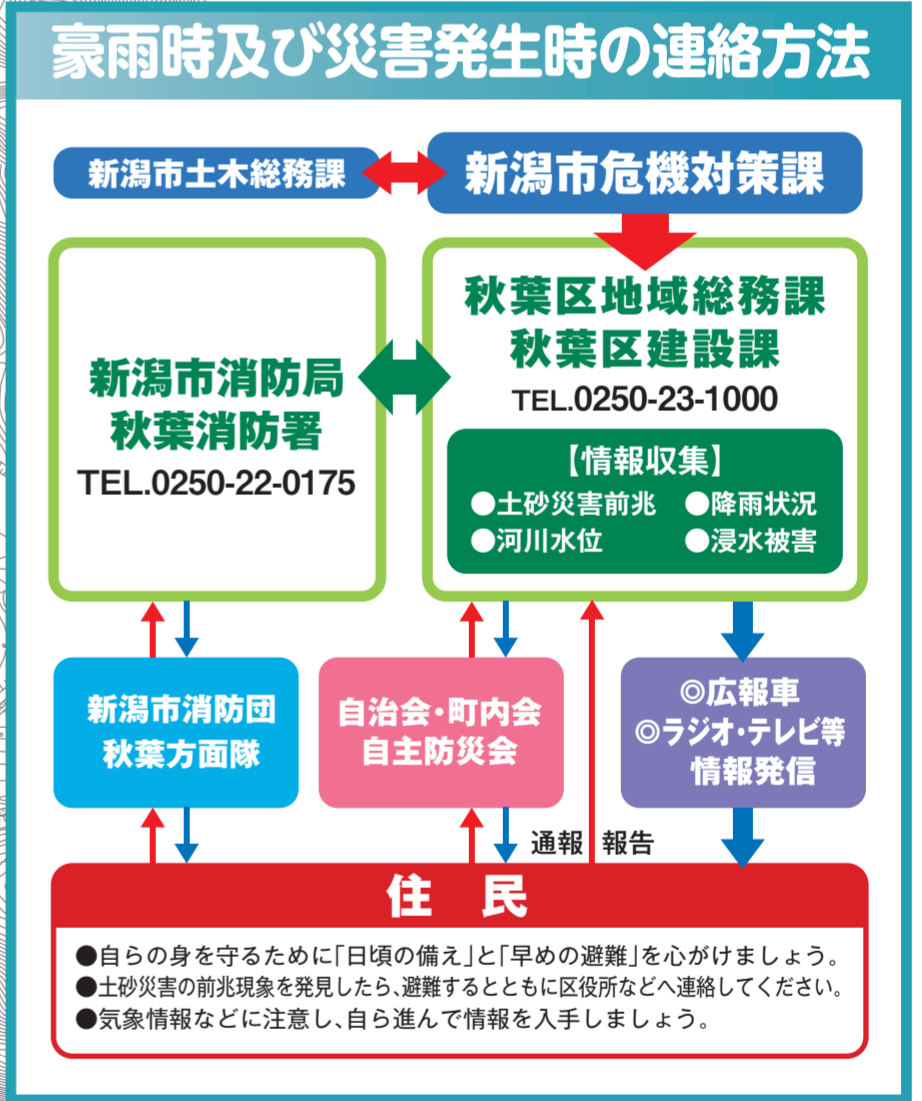 豪雨時及び災害発生時の連絡方法
新潟市土木総務課
新潟市危機対策課
新潟市消防局
秋葉消防署
TEL.0250-22-0175
秋葉区地域総務課
秋葉区建設課
TEL.0250-23-1000
【情報収集】
●土砂災害前兆 ●降雨状況
●河川水位 ●浸水被害
新潟市消防団
秋葉方面隊
自治会・町内会
自主防災会
◎広報車
◎ラジオ・テレビ等
情報発信
通報 報告
住 民
●自らの身を守るために「日頃の備え」と「早めの避難」を心がけましょう。
●土砂災害の前兆現象を発見したら、避難するとともに区役所などへ連絡してください。
●気象情報などに注意し、自ら進んで情報を入手しましょう。